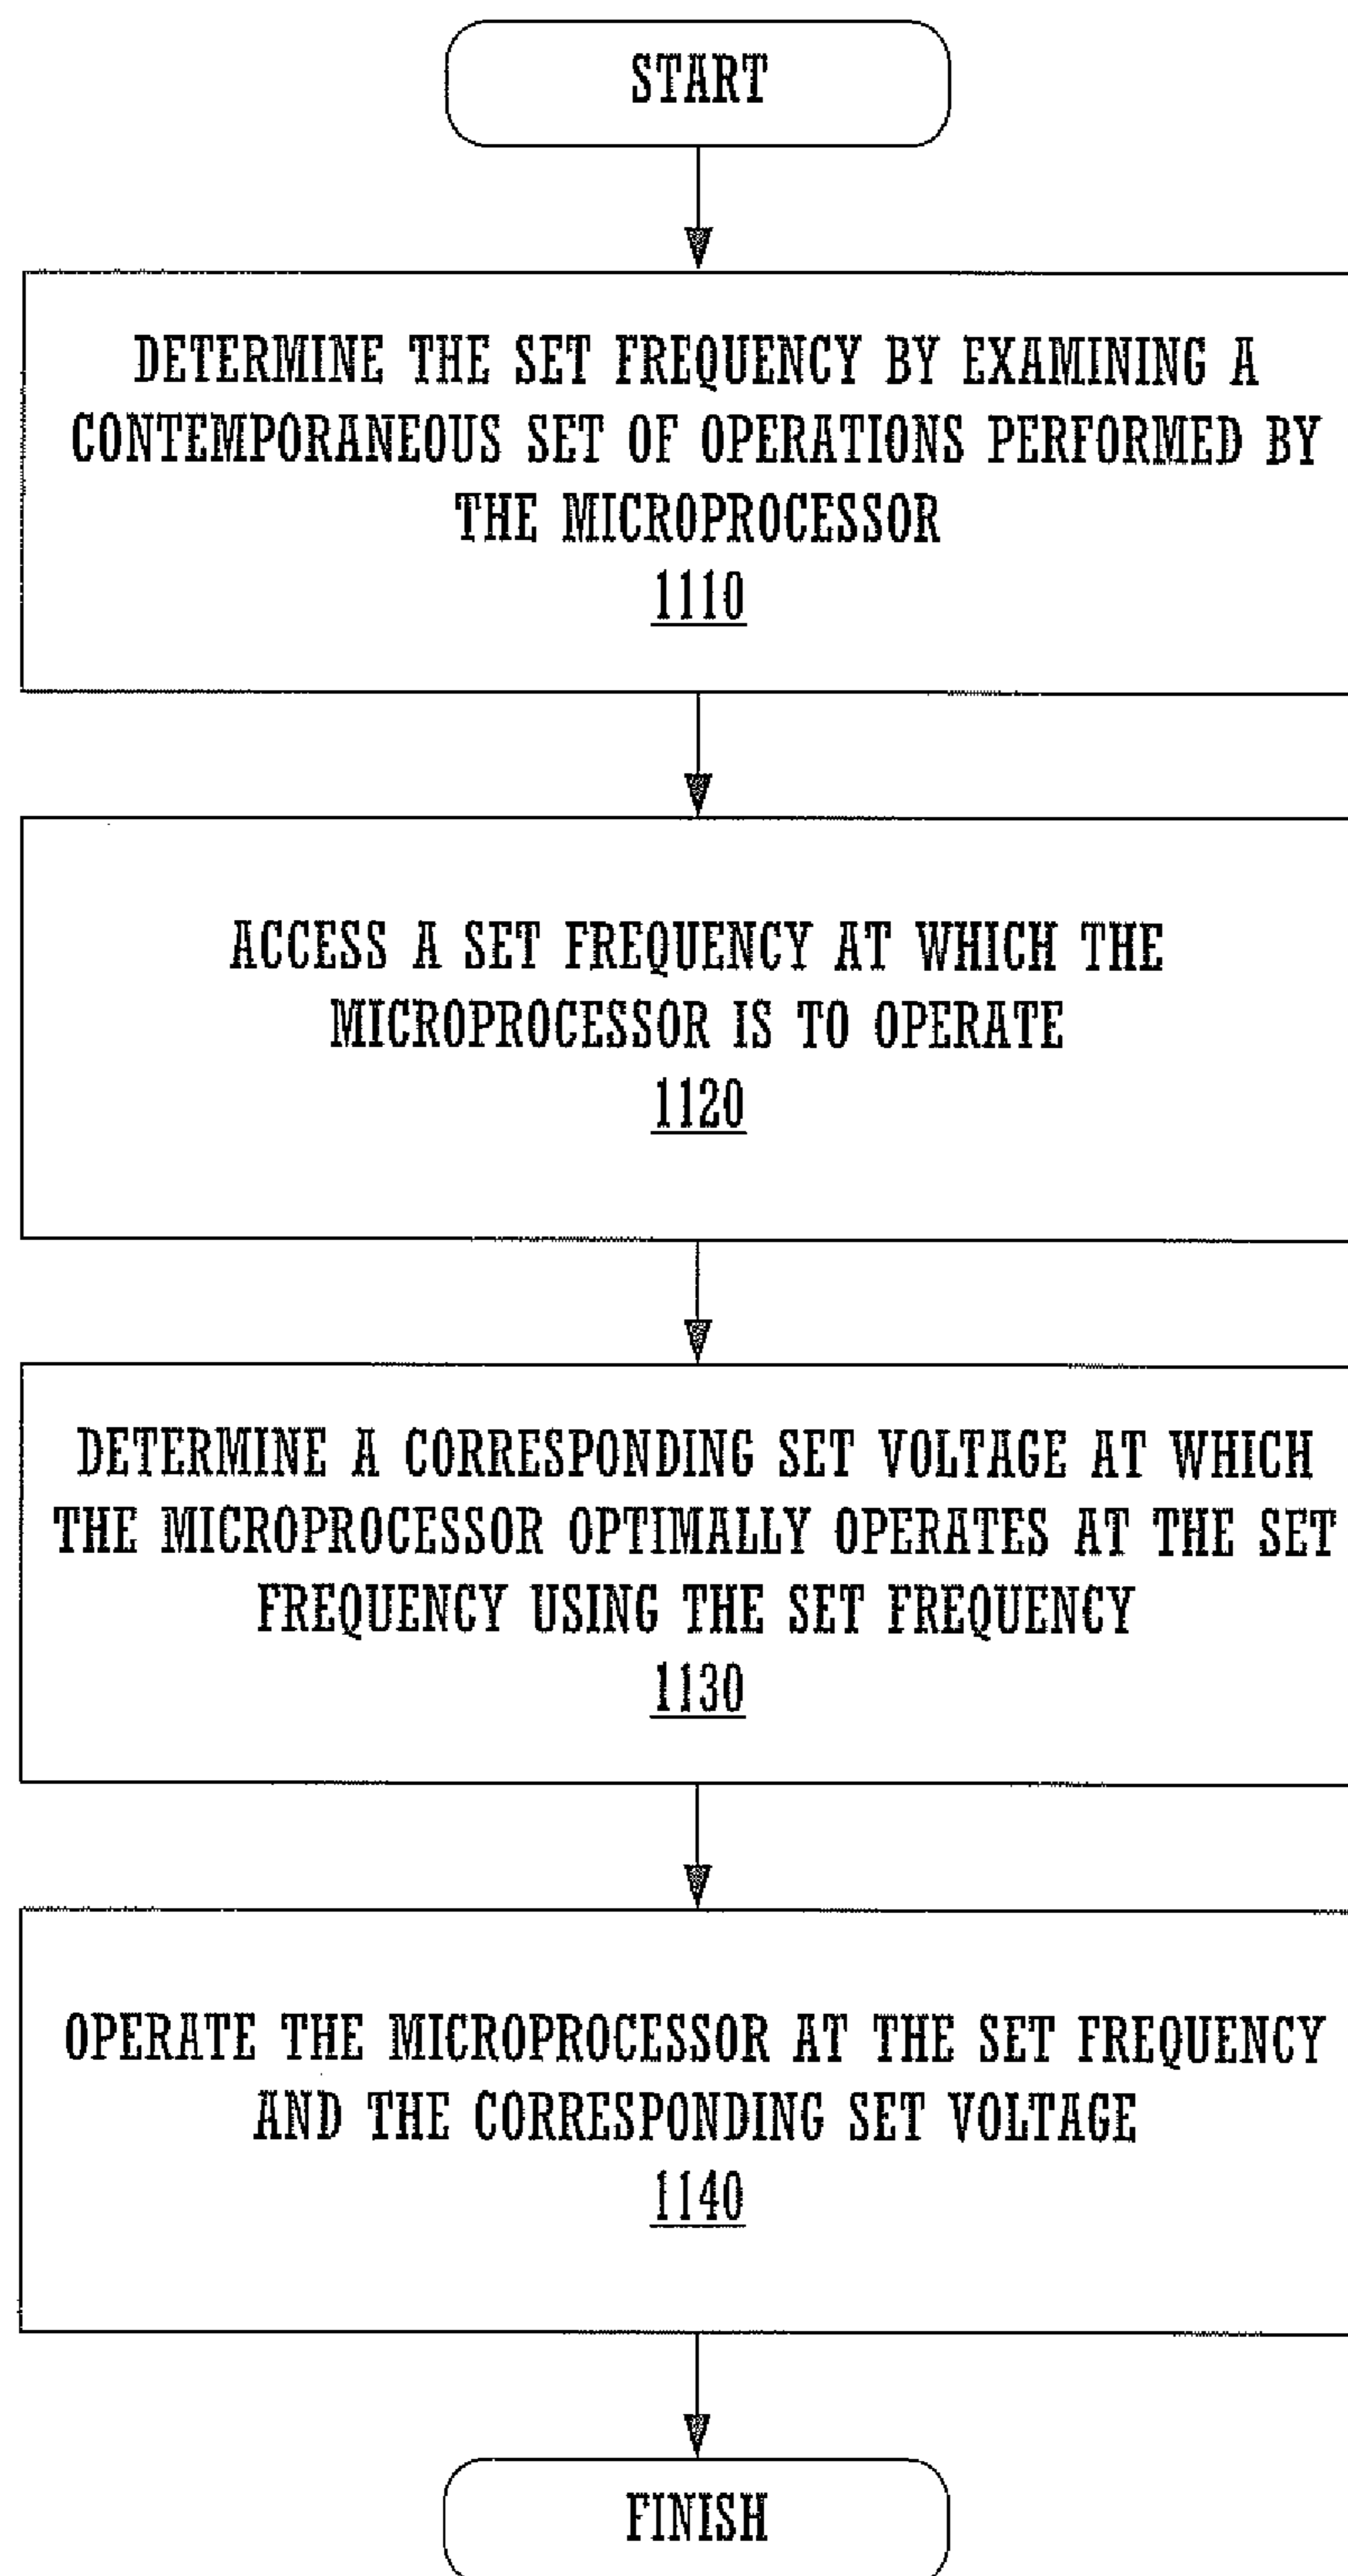 START
DETERMINE THE SET FREQUENCY BY EXAMINING A
CONTEMPORANEOUS SET OF OPERATIONS PERFORMED BY
THE MICROPROCESSOR
1110
ACCESS A SET FREQUENCY AT WHICH THE
MICROPROCESSOR IS TO OPERATE
1120
DETERMINE A CORRESPONDING SET VOLTAGE AT WHICH
THE MICROPROCESSOR OPTIMALLY OPERATES AT THE SET
FREQUENCY USING THE SET FREQUENCY
1130
OPERATE THE MICROPROCESSOR AT THE SET FREQUENCY
AND THE CORRESPONDING SET VOLTAGE
1140
FINISH